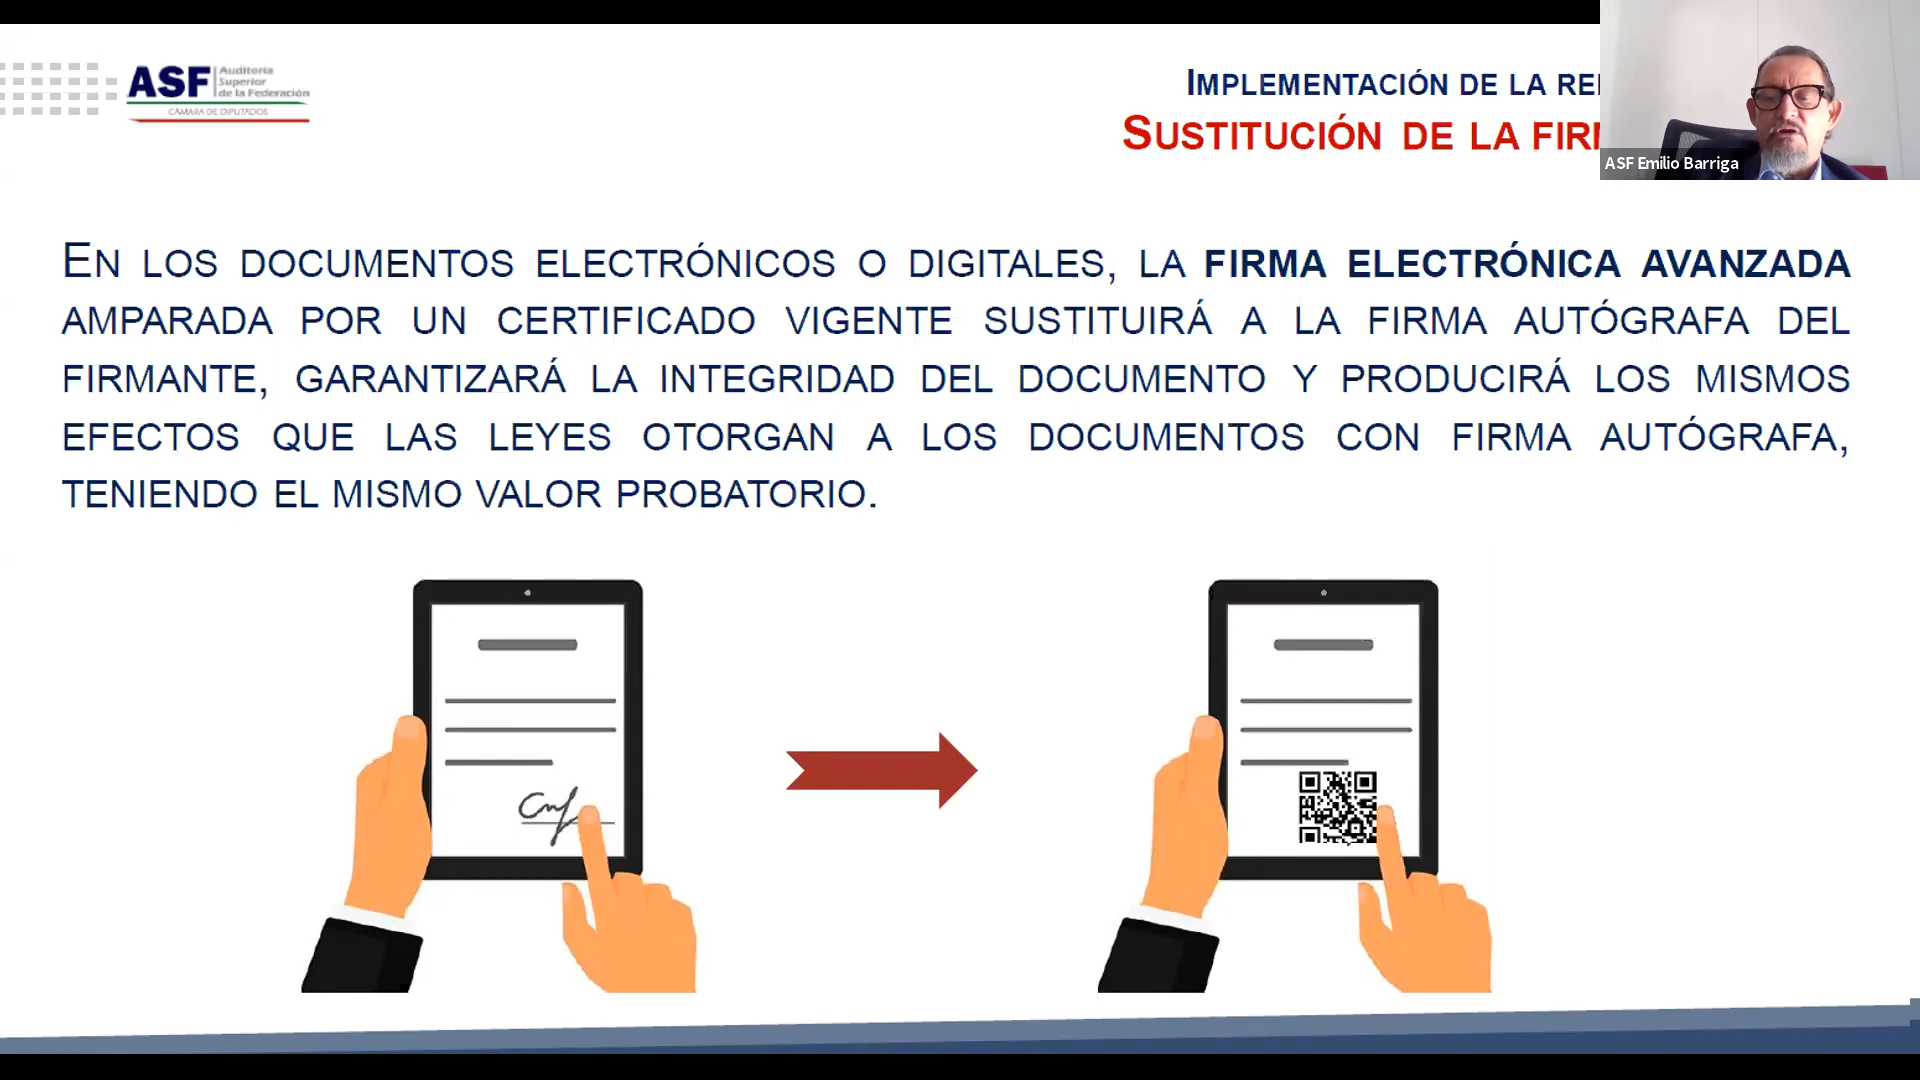 ASF Auditoría
Superior
de la Federación
CÁMARA DE DIPUTADOS
IMPLEMENTACIÓN DE LA
SUSTITUCIÓN DE LA
ASF Emilio Barriga
EN LOS DOCUMENTOS ELECTRÓNICOS O DIGITALES, LA FIRMA ELECTRÓNICA AVANZADA
AMPARADA POR UN CERTIFICADO VIGENTE SUSTITUIRÁ A LA FIRMA AUTÓGRAFA DEL
FIRMANTE, GARANTIZARÁ LA INTEGRIDAD DEL DOCUMENTO Y PRODUCIRÁ LOS MISMOS
EFECTOS QUE LAS LEYES OTORGAN A LOS DOCUMENTOS CON FIRMA AUTÓGRAFA,
TENIENDO EL MISMO VALOR PROBATORIO.